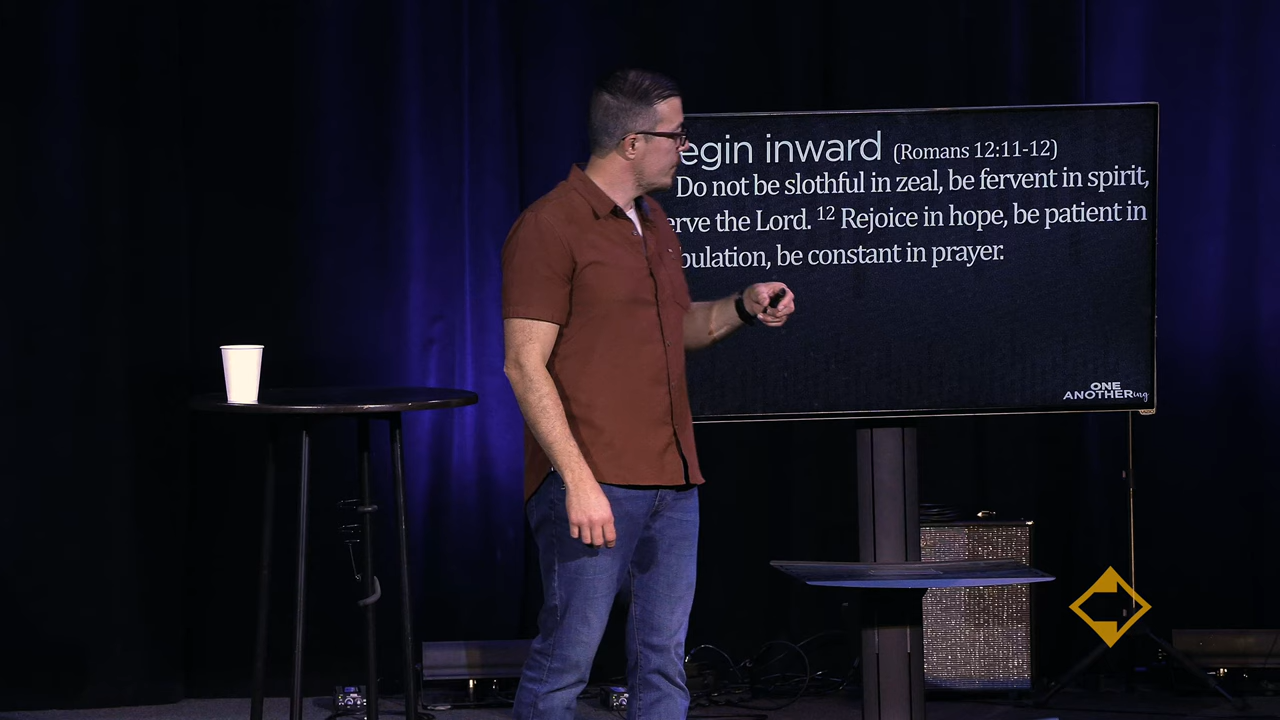 egin inward (Romans 12:11-12)
Do not be slothful in zeal, be fervent in spirit,
erve the Lord. 12 Rejoice in hope, be patient in
bulation, be constant in prayer.
ONE
ANOTHERing